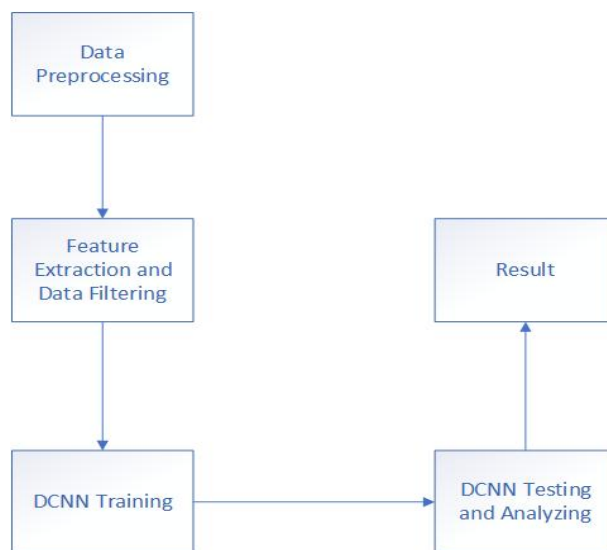 Data
Preprocessing
Feature
Extraction and
Data Filtering
DCNN Training
DCNN Testing
and Analyzing
Result